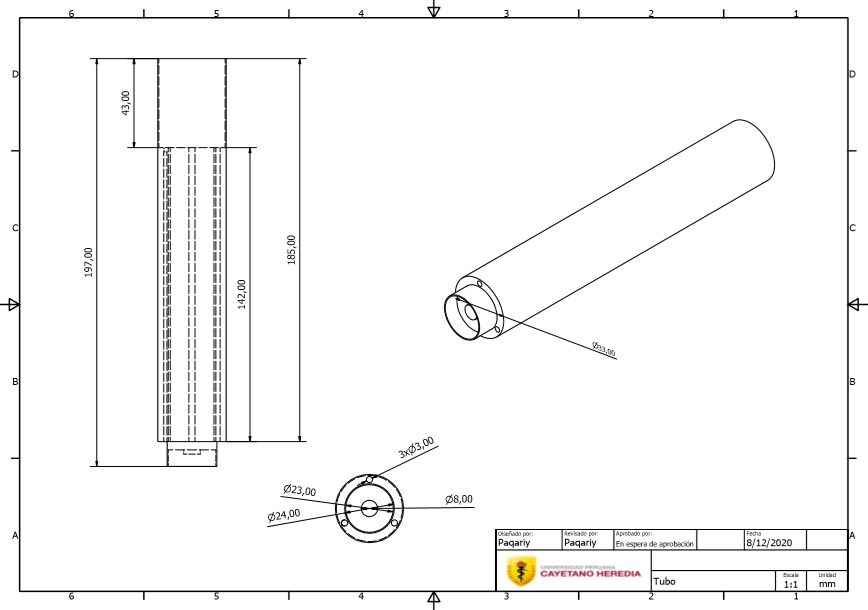 6 5 4 3 2 1
D D
43,00
C C
197,00
142,00
185,00
Ø33,00
B B
3xØ3,00
Ø23,00
Ø24,00
Ø8,00
A A
Diseñado por: Revisado por: Aprobado por: Fecha
Paqariy Paqariy En espera de aprobación 8/12/2020
UNIVERSIDAD PERUANA
CAYETANO HEREDIA
Tubo
Escala Unidad
1:1 mm
6 5 4 3 2 1